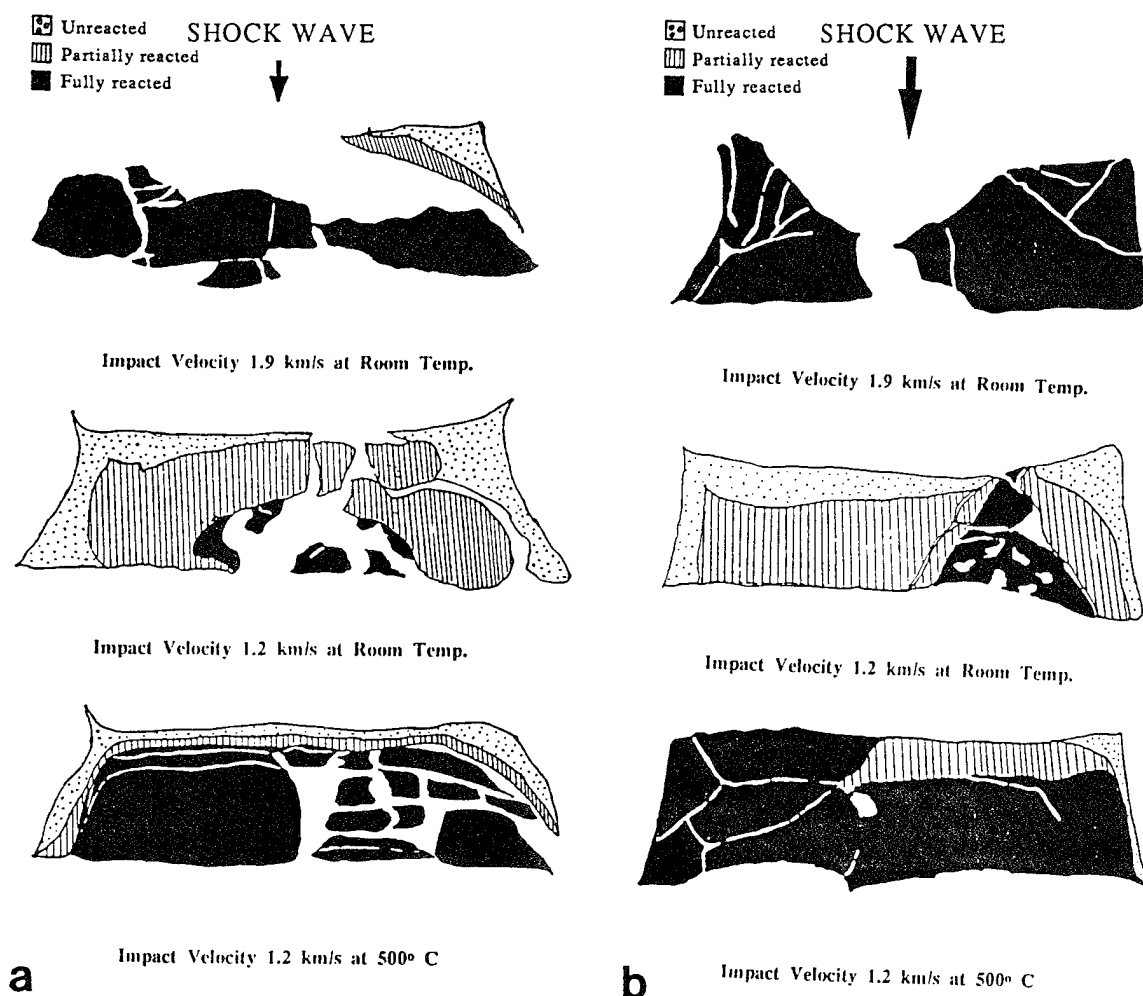 Unreacted
SHOCK WAVE
Partially reacted
Fully reacted
Impact Velocity 1.9 km/s at Room Temp.
Impact Velocity 1.2 km/s at Room Temp.
Impact Velocity 1.2 km/s at 500º C
a
Unreacted
SHOCK WAVE
Partially reacted
Fully reacted
Impact Velocity 1.9 km/s at Room Temp.
Impact Velocity 1.2 km/s at Room Temp.
Impact Velocity 1.2 km/s at 500º C
b